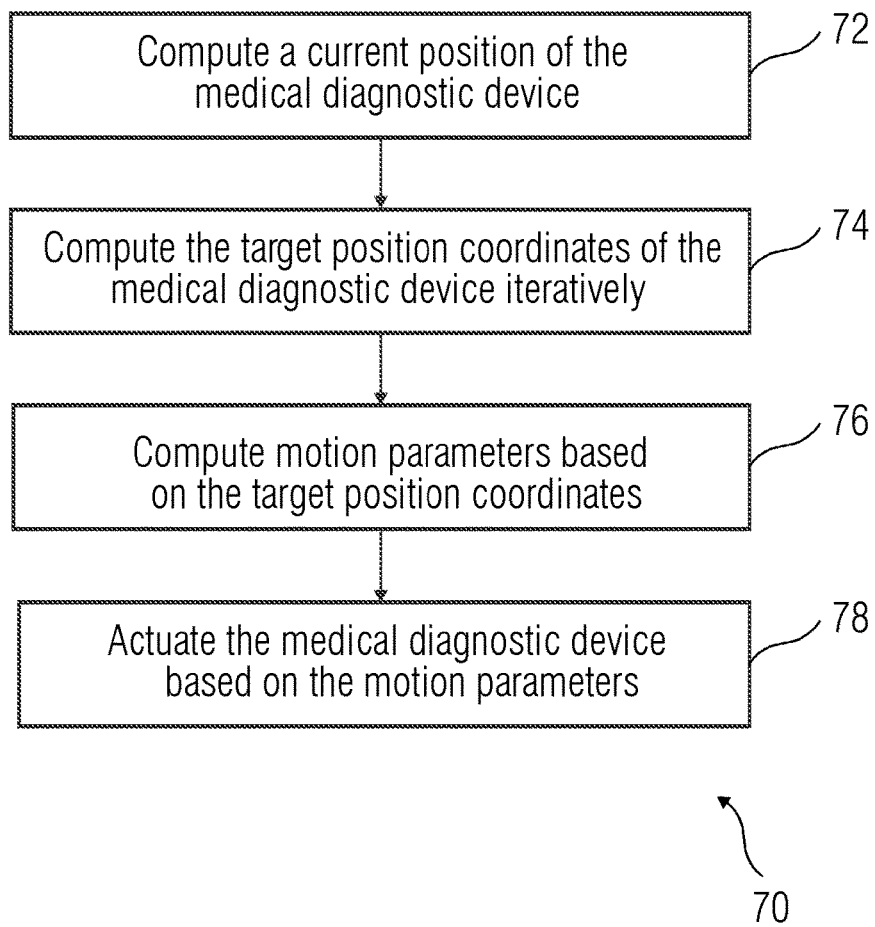 Compute a current position of the
medical diagnostic device
72
Compute the target position coordinates of the
medical diagnostic device iteratively
74
Compute motion parameters based
on the target position coordinates
76
Actuate the medical diagnostic device
based on the motion parameters
78
70